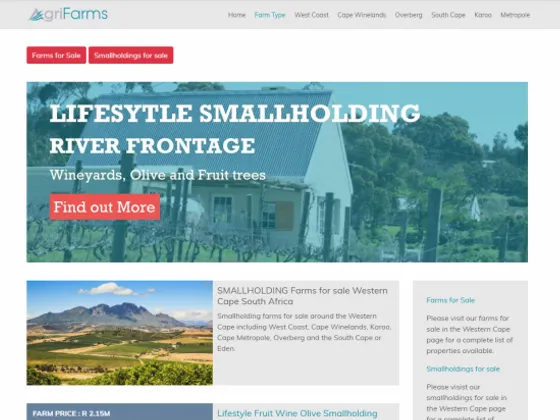 griFarms
Home Farm Type West Coast Cape Winelands Overberg South Cape Karoo Metropole
Farms for Sale Smallholdings for sale
LIFESYTLE SMALLHOLDING
RIVER FRONTAGE
Wineyards, Olive and Fruit trees
Find out More
SMALLHOLDING Farms for sale Western
Cape South Africa
Smallholding farms for sale around the Western
Cape including West Coast, Cape Winelands, Karoo,
Cape Metropole, Overberg and the South Cape or
Eden.
FARM PRICE : R 2.15M
Lifestyle Fruit Wine Olive Smallholding
Farms for Sale
Please visit our farms for
sale in the Western Cape
page for a complete list of
properties available.
Smallholdings for sale
Please visist our
smallholdings for sale in
the Western Cape page
for a complete list of